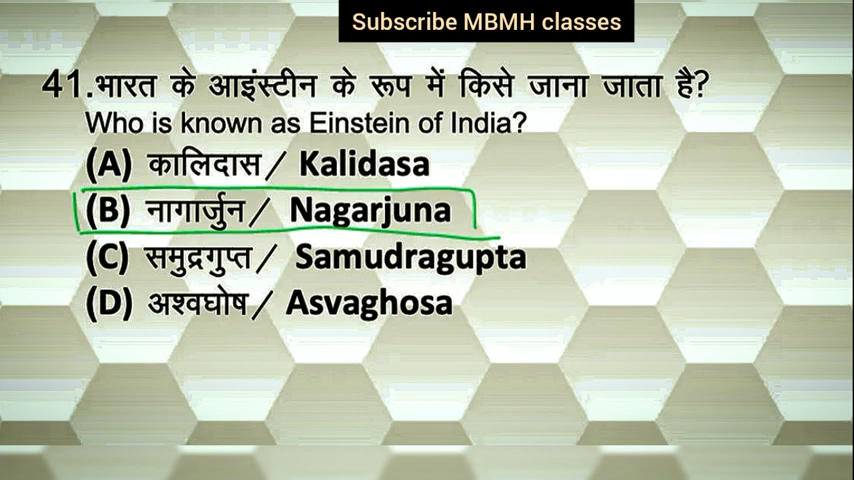 Subscribe MBMH classes
41.भारत के आइंस्टीन के रूप में किसे जाना जाता है?
Who is known as Einstein of India?
(A) कालिदास/ Kalidasa
(B) नागार्जुन/ Nagarjuna
(C) समुद्रगुप्त/ Samudragupta
(D) अश्वघोष/ Asvaghosa